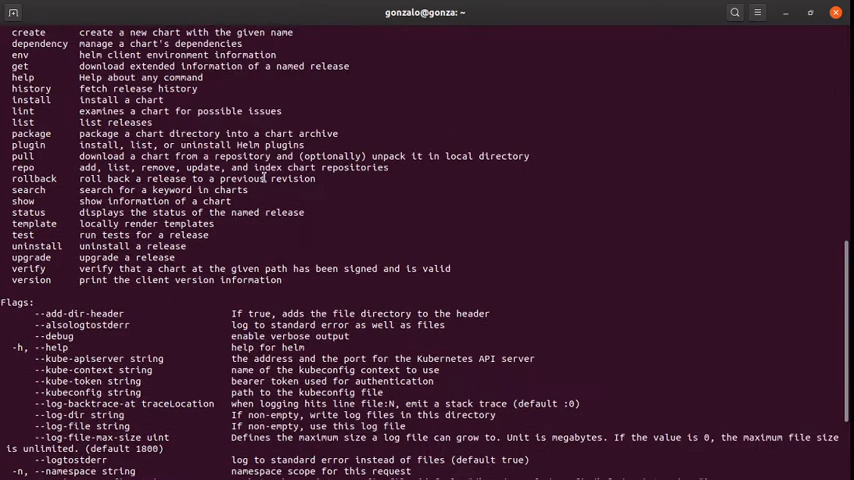 gonzalo@gonza: ~
create      create a new chart with the given name
dependency  manage a chart's dependencies
env         helm client environment information
get         download extended information of a named release
help        Help about any command
history     fetch release history
install     install a chart
lint        examines a chart for possible issues
list        list releases
package     package a chart directory into a chart archive
plugin      install, list, or uninstall Helm plugins
pull        download a chart from a repository and (optionally) unpack it in local directory
repo        add, list, remove, update, and index chart repositories
rollback    roll back a release to a previous revision
search      search for a keyword in charts
show        show information of a chart
status      displays the status of the named release
template    locally render templates
test        run tests for a release
uninstall   uninstall a release
upgrade     upgrade a release
verify      verify that a chart at the given path has been signed and is valid
version     print the client version information
Flags:
--add-dir-header                   If true, adds the file directory to the header
--alsologtostderr                  log to standard error as well as files
--debug                            enable verbose output
-h, --help                         help for helm
--kube-apiserver string            the address and the port for the Kubernetes API server
--kube-context string              name of the kubeconfig context to use
--kube-token string                bearer token used for authentication
--kubeconfig string                path to the kubeconfig file
--log-backtrace-at traceLocation   when logging hits line file:N, emit a stack trace (default :0)
--log-dir string                   If non-empty, write log files in this directory
--log-file string                  If non-empty, use this log file
--log-file-max-size uint           Defines the maximum size a log file can grow to. Unit is megabytes. If the value is 0, the maximum file size
is unlimited. (default 1800)
--logtostderr                      log to standard error instead of files (default true)
-n, --namespace string             namespace scope for this request